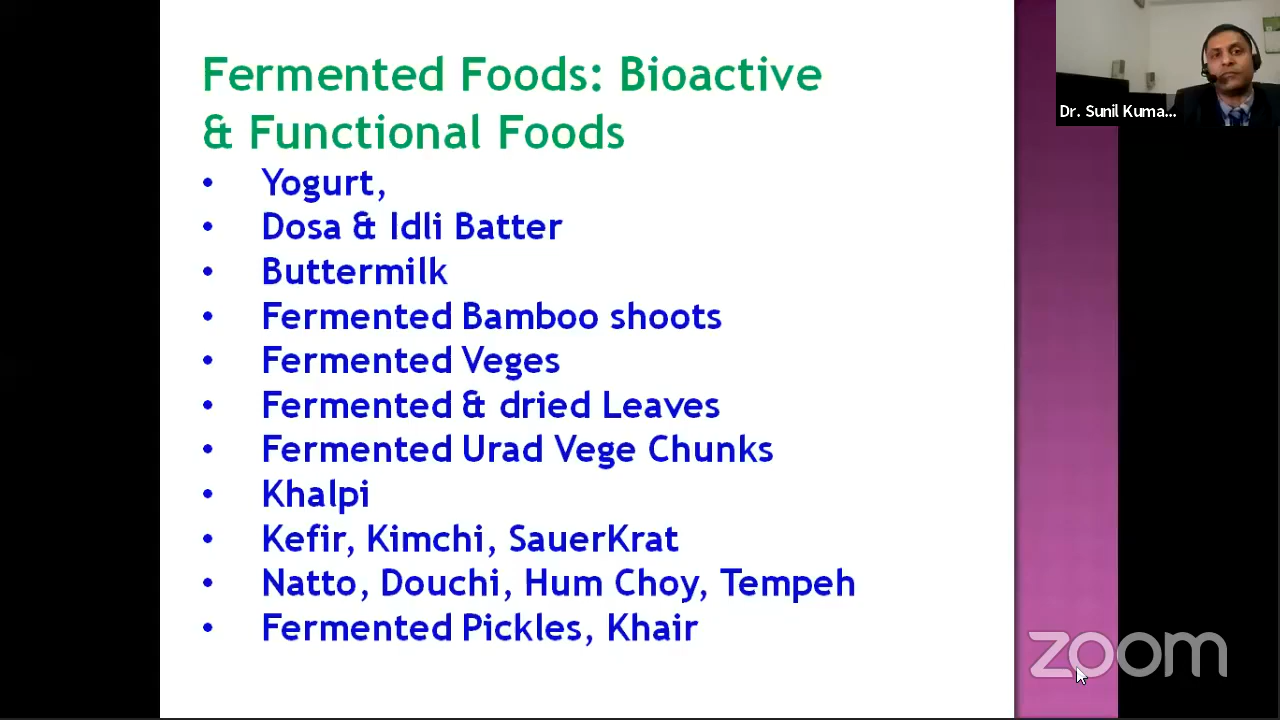 Fermented Foods: Bioactive
& Functional Foods
• Yogurt,
• Dosa & Idli Batter
• Buttermilk
• Fermented Bamboo shoots
• Fermented Veges
• Fermented & dried Leaves
• Fermented Urad Vege Chunks
• Khalpi
• Kefir, Kimchi, SauerKrat
• Natto, Douchi, Hum Choy, Tempeh
• Fermented Pickles, Khair
Dr. Sunil Kuma...
zoom